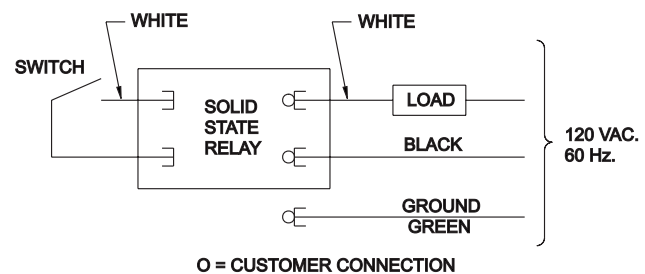 WHITE
WHITE
SWITCH
SOLID
STATE
RELAY
LOAD
BLACK
120 VAC.
60 Hz.
GROUND
GREEN
O = CUSTOMER CONNECTION